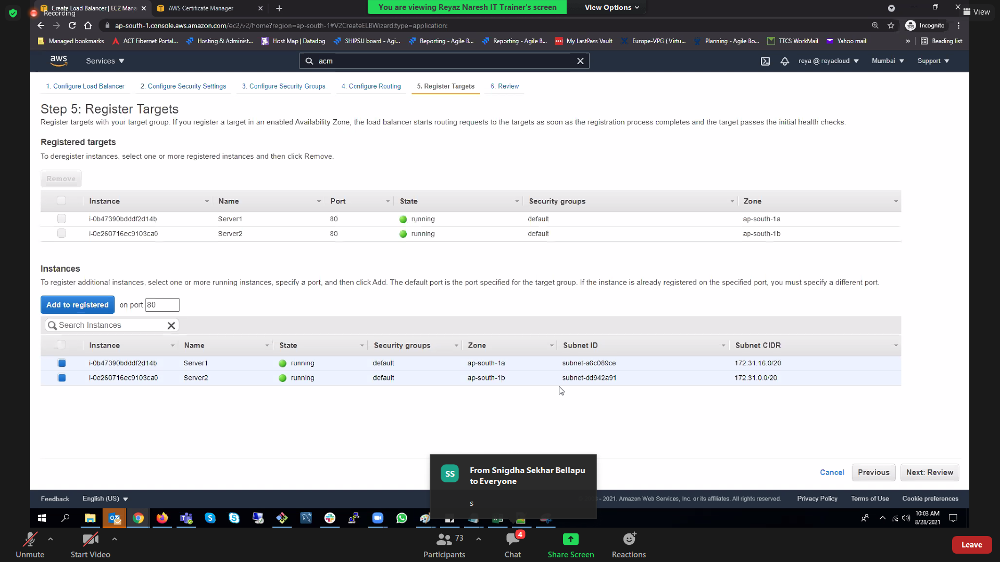 Create Load Balancer | EC2 Mana
AWS Certificate Manager
Recording
You are viewing Reyaz Naresh IT Trainer's screen
View Options
View
ap-south-1.console.aws.amazon.com/ec2/v2/home?region=ap-south-1#V2CreateELBWizard:type=application:
Incognito
Managed bookmarks
ACT Fibernet Portal...
Hosting & Administ...
Host Map | Datadog
SHIPSU board - Agi...
Reporting - Agile B...
Reporting - Agile B...
My LastPass Vault
Europe-VPG ( Virtu...
Planning - Agile Bo...
TTCS WorkMail
Yahoo mail
»
Reading list
aws
Services
acm
reya @ reyacloud
Mumbai
Support
1. Configure Load Balancer
2. Configure Security Settings
3. Configure Security Groups
4. Configure Routing
5. Register Targets
6. Review
Step 5: Register Targets
Register targets with your target group. If you register a target in an enabled Availability Zone, the load balancer starts routing requests to the targets as soon as the registration process completes and the target passes the initial health checks.
Registered targets
To deregister instances, select one or more registered instances and then click Remove.
Remove
Instance Name Port State Security groups Zone
i-0b47390bdddf2d14b Server1 80 running default ap-south-1a
i-0e260716ec9103ca0 Server2 80 running default ap-south-1b
Instances
To register additional instances, select one or more running instances, specify a port, and then click Add. The default port is the port specified for the target group. If the instance is already registered on the specified port, you must specify a different port.
Add to registered on port 80
Search Instances
Instance Name State Security groups Zone Subnet ID Subnet CIDR
i-0b47390bdddf2d14b Server1 running default ap-south-1a subnet-a6c089ce 172.31.16.0/20
i-0e260716ec9103ca0 Server2 running default ap-south-1b subnet-dd942a91 172.31.0.0/20
SS
From Snigdha Sekhar Bellapu
to Everyone
s
Cancel
Previous
Next: Review
Feedback
English (US)
- 2021, Amazon Web Services, Inc. or its affiliates. All rights reserved.
Privacy Policy
Terms of Use
Cookie preferences
10:03 AM
8/28/2021
Unmute
Start Video
73
Participants
4
Chat
Share Screen
Reactions
Leave